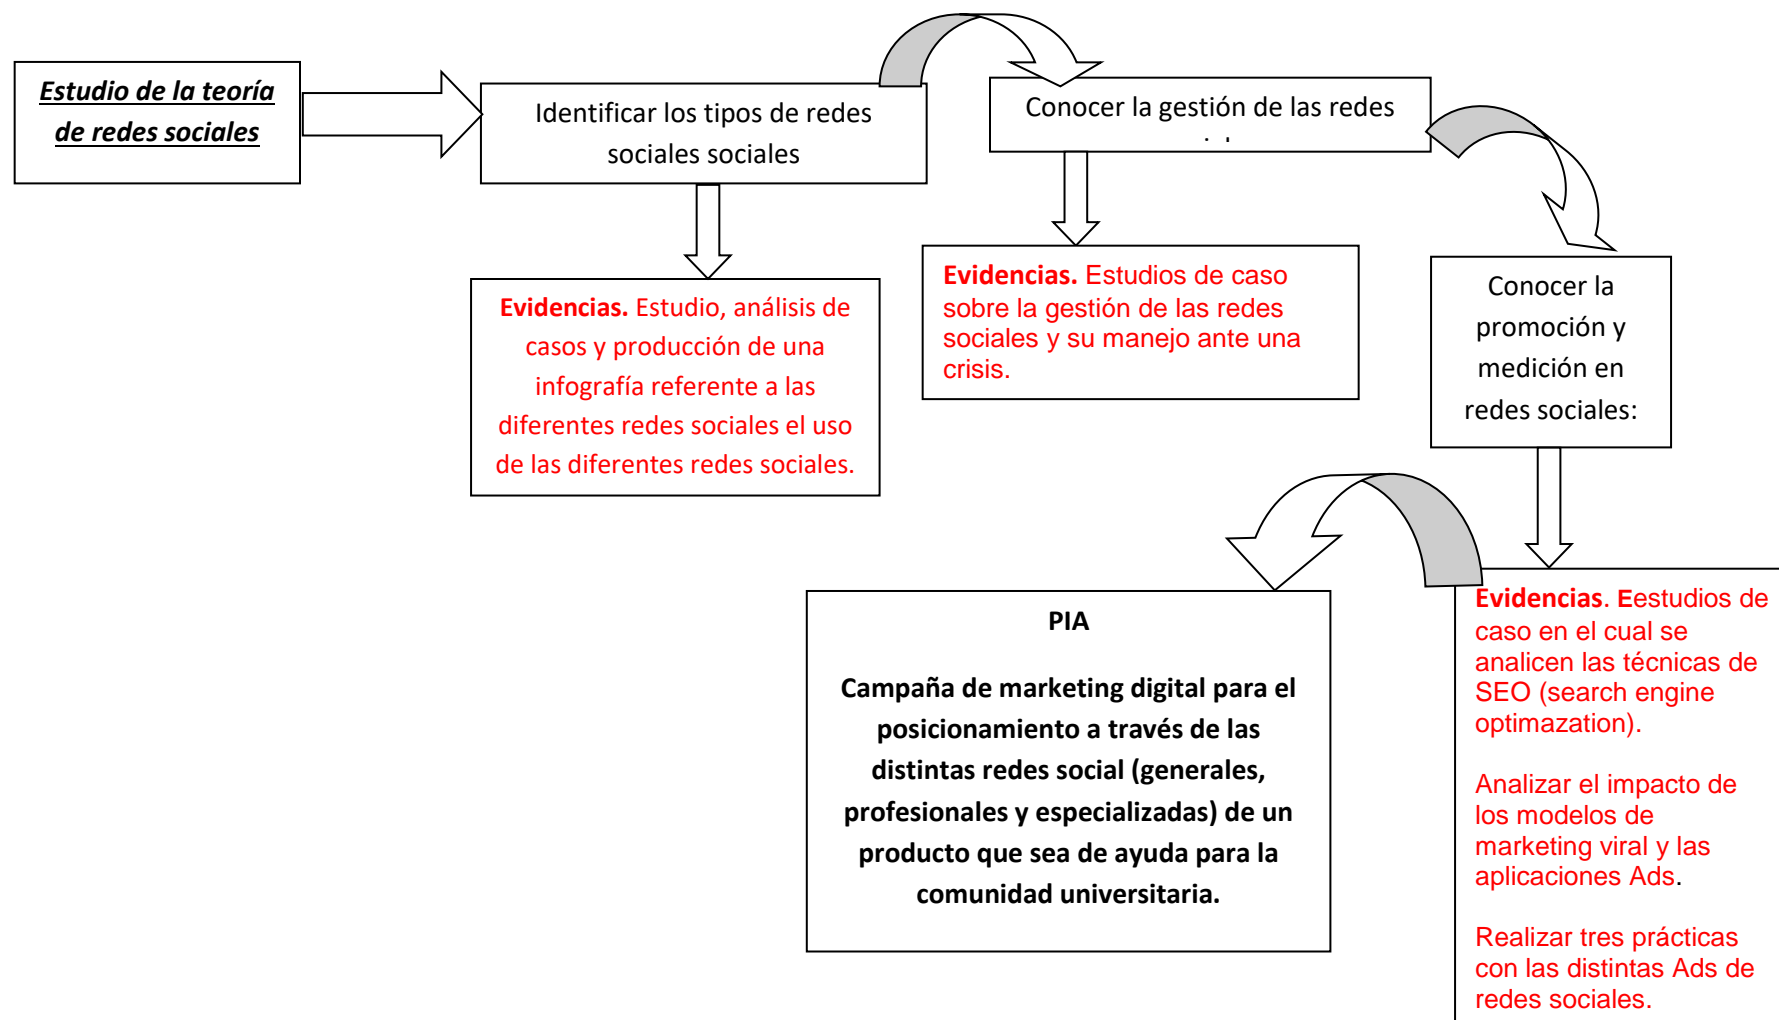 Estudio de la teoría
de redes sociales
Identificar los tipos de redes
sociales sociales
Conocer la gestión de las redes
Evidencias. Estudio, análisis de
casos y producción de una
infografía referente a las
diferentes redes sociales el uso
de las diferentes redes sociales.
Evidencias. Estudios de caso
sobre la gestión de las redes
sociales y su manejo ante una
crisis.
Conocer la
promoción y
medición en
redes sociales:
PIA
Campaña de marketing digital para el
posicionamiento a través de las
distintas redes social (generales,
profesionales y especializadas) de un
producto que sea de ayuda para la
comunidad universitaria.
Evidencias. Eestudios de
caso en el cual se
analicen las técnicas de
SEO (search engine
optimazation).
Analizar el impacto de
los modelos de
marketing viral y las
aplicaciones Ads.
Realizar tres prácticas
con las distintas Ads de
redes sociales.